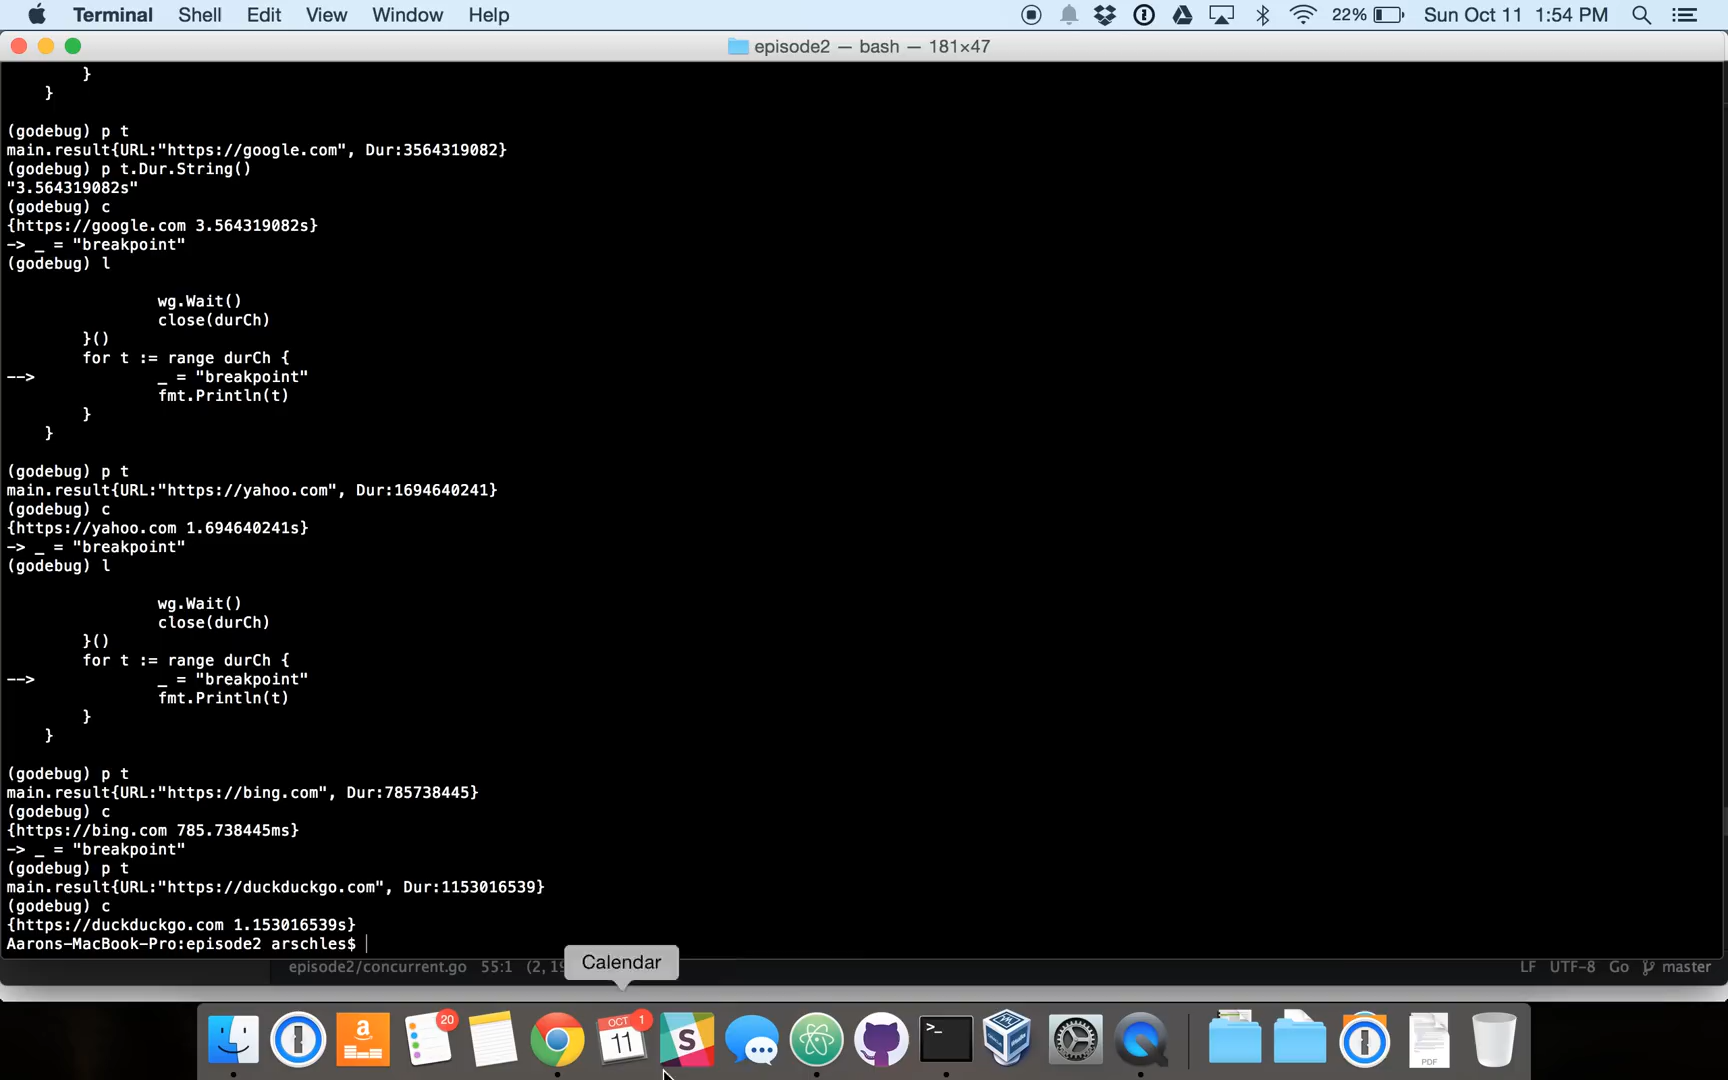 Terminal Shell Edit View Window Help 22% Sun Oct 11 1:54 PM
episode2 — bash — 181×47
}
}
(godebug) p t
main.result{URL:"https://google.com", Dur:3564319082}
(godebug) p t.Dur.String()
"3.564319082s"
(godebug) c
{https://google.com 3.564319082s}
-> _ = "breakpoint"
(godebug) l
wg.Wait()
close(durCh)
}()
for t := range durCh {
--> _ = "breakpoint"
fmt.Println(t)
}
}
(godebug) p t
main.result{URL:"https://yahoo.com", Dur:1694640241}
(godebug) c
{https://yahoo.com 1.694640241s}
-> _ = "breakpoint"
(godebug) l
wg.Wait()
close(durCh)
}()
for t := range durCh {
--> _ = "breakpoint"
fmt.Println(t)
}
}
(godebug) p t
main.result{URL:"https://bing.com", Dur:785738445}
(godebug) c
{https://bing.com 785.738445ms}
-> _ = "breakpoint"
(godebug) p t
main.result{URL:"https://duckduckgo.com", Dur:1153016539}
(godebug) c
{https://duckduckgo.com 1.153016539s}
Aarons-MacBook-Pro:episode2 arschles$
Calendar
episode2/concurrent.go 55:1 (2, LF UTF-8 Go master
20
OCT 1
11
a
S
>_
PDF